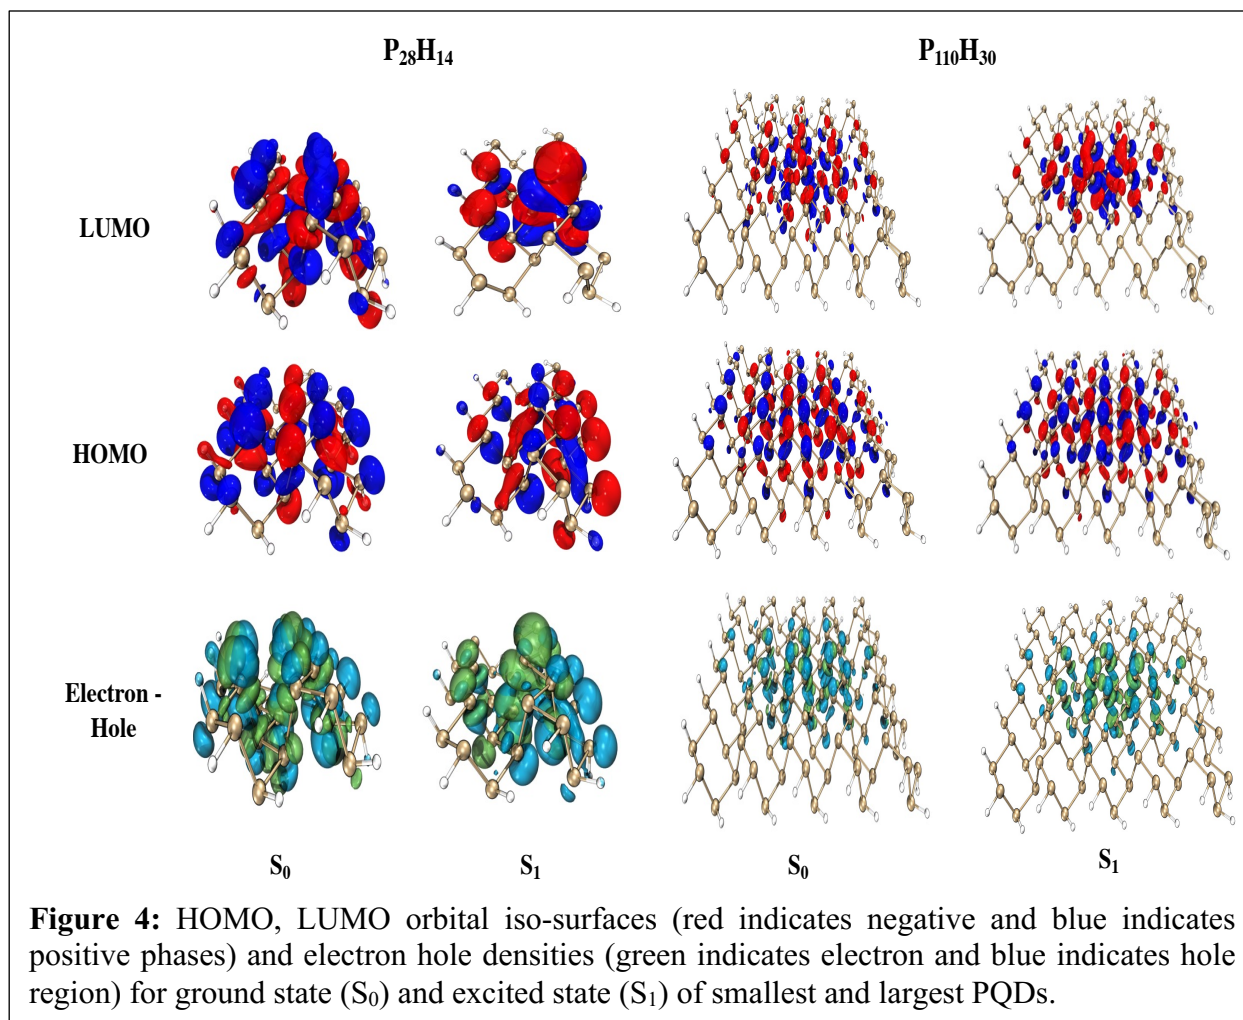 P₂₈H₁₄ P₁₁₀H₃₀
LUMO
HOMO
Electron -
Hole
S₀ S₁ S₀ S₁
Figure 4: HOMO, LUMO orbital iso-surfaces (red indicates negative and blue indicates
positive phases) and electron hole densities (green indicates electron and blue indicates hole
region) for ground state (S₀) and excited state (S₁) of smallest and largest PQDs.